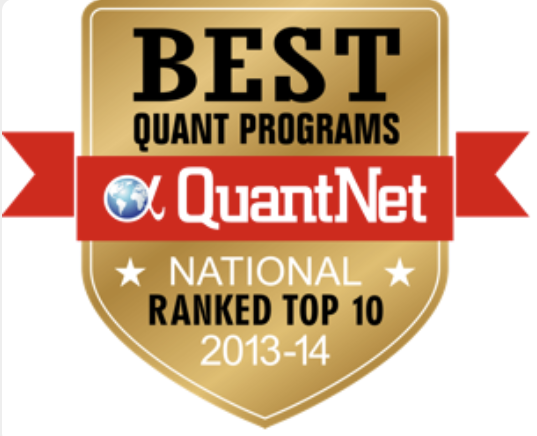 BEST
QUANT PROGRAMS
QuantNet
NATIONAL
RANKED TOP 10
2013-14